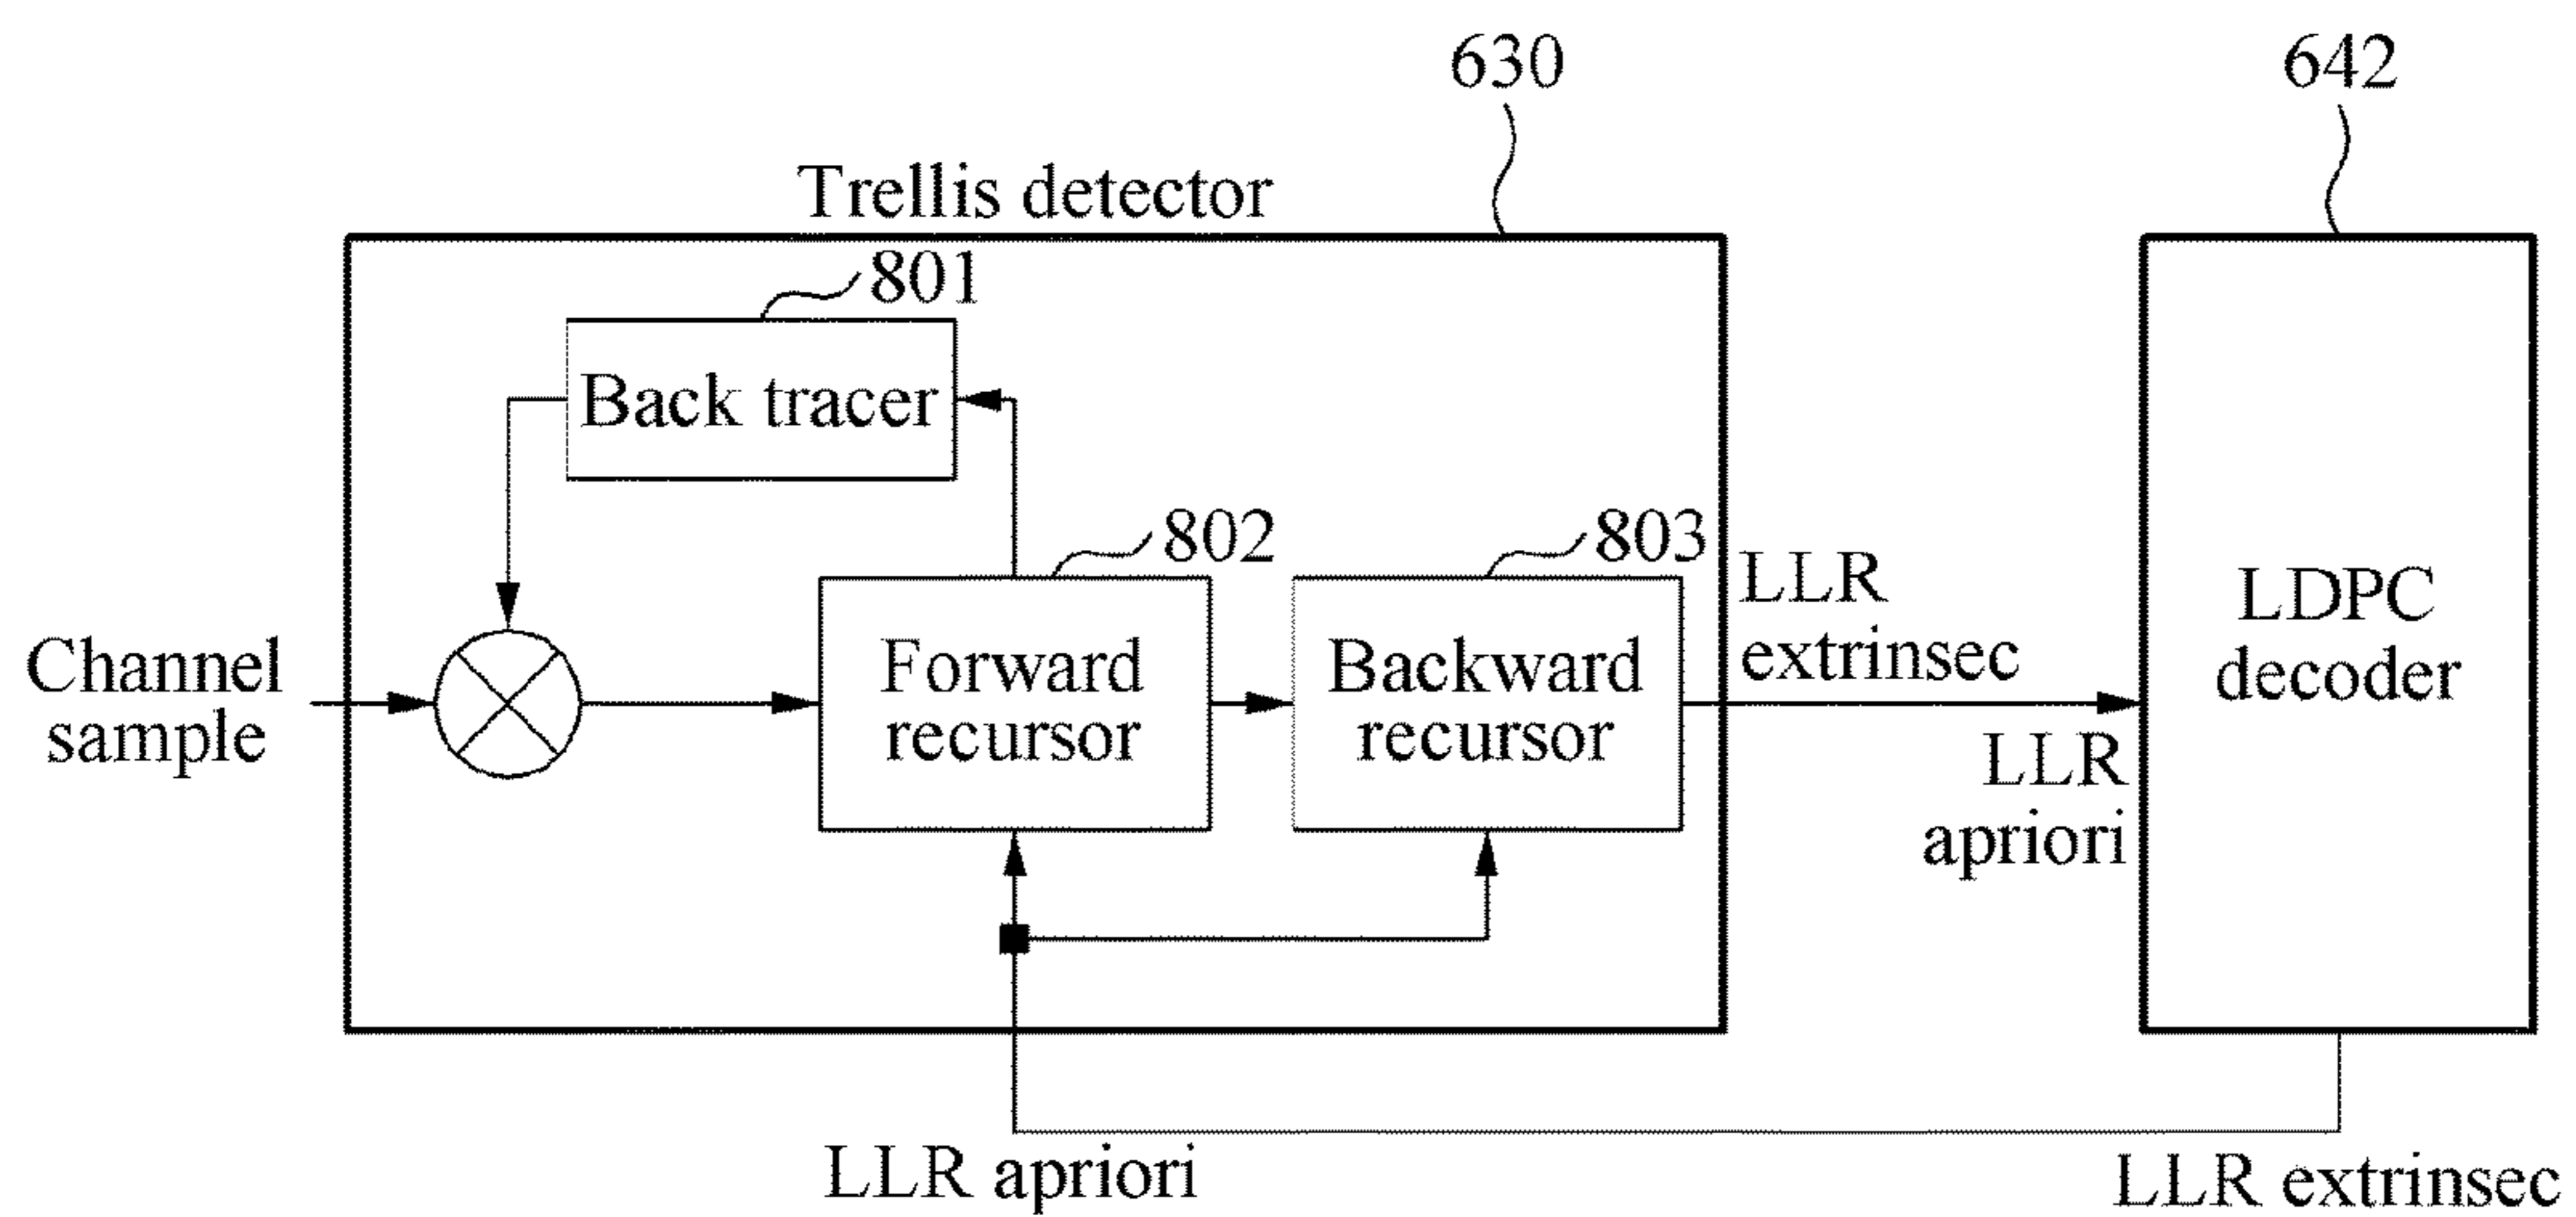 630
642
Trellis detector
801
Back tracer
802
803
Channel
sample
Forward
recursor
Backward
recursor
LLR
extrinsec
LLR
apriori
LDPC
decoder
LLR apriori
LLR extrinsec